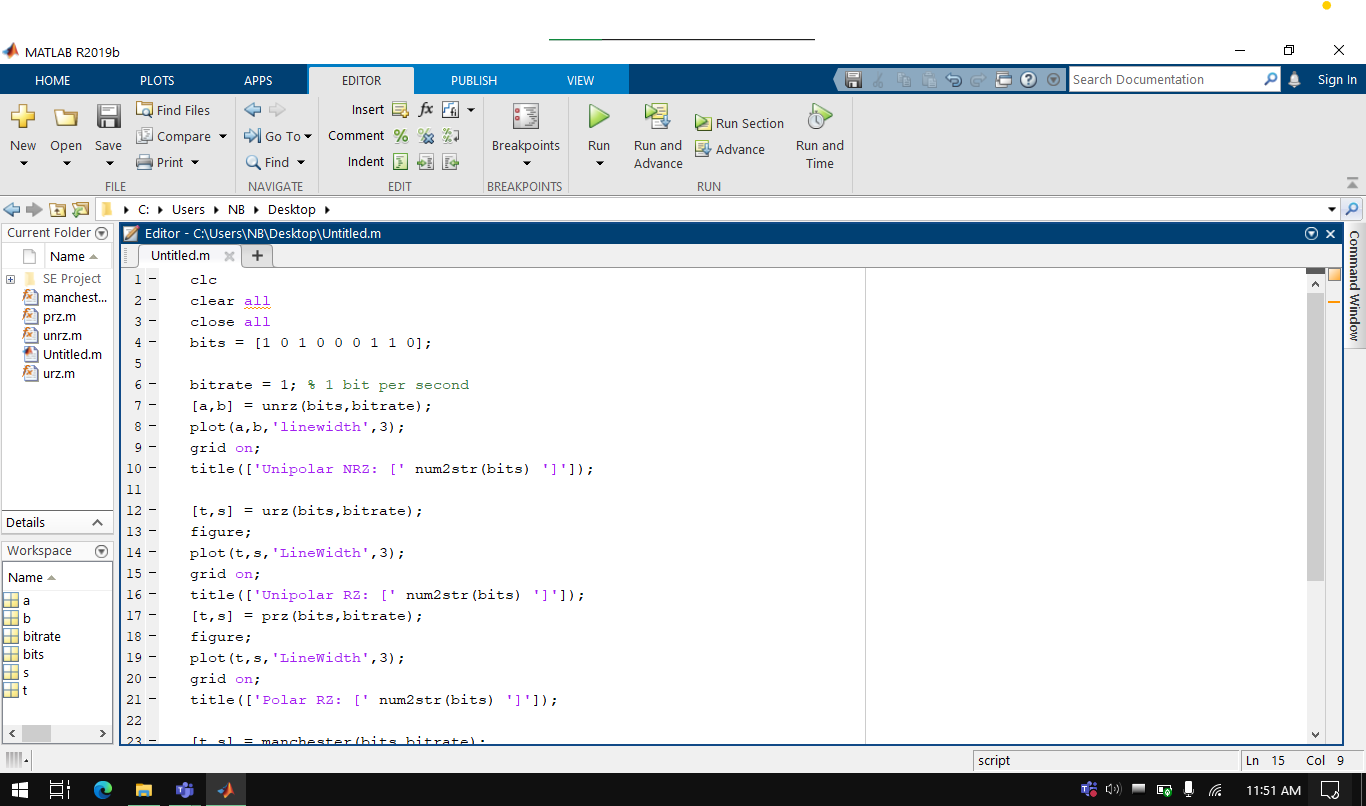 MATLAB R2019b
HOME PLOTS APPS EDITOR PUBLISH VIEW Search Documentation Sign In
New Open Save Find Files Compare Print
FILE
Go To Find
NAVIGATE
Insert fx
Comment
Indent
EDIT
Breakpoints
BREAKPOINTS
Run Run and Advance Run Section Advance Run and Time
RUN
C: Users NB Desktop
Current Folder
Name
SE Project
manchest...
prz.m
unrz.m
Untitled.m
urz.m
Details
Workspace
Name
a
b
bitrate
bits
s
t
Editor - C:\Users\NB\Desktop\Untitled.m
Untitled.m
Command Window
1 clc
2 clear all
3 close all
4 bits = [1 0 1 0 0 0 1 1 0];
5
6 bitrate = 1; % 1 bit per second
7 [a,b] = unrz(bits,bitrate);
8 plot(a,b,'linewidth',3);
9 grid on;
10 title(['Unipolar NRZ: [' num2str(bits) ']']);
11
12 [t,s] = urz(bits,bitrate);
13 figure;
14 plot(t,s,'LineWidth',3);
15 grid on;
16 title(['Unipolar RZ: [' num2str(bits) ']']);
17 [t,s] = prz(bits,bitrate);
18 figure;
19 plot(t,s,'LineWidth',3);
20 grid on;
21 title(['Polar RZ: [' num2str(bits) ']']);
22
23 [t,s] = manchester(bits,bitrate);
script Ln 15 Col 9
11:51 AM